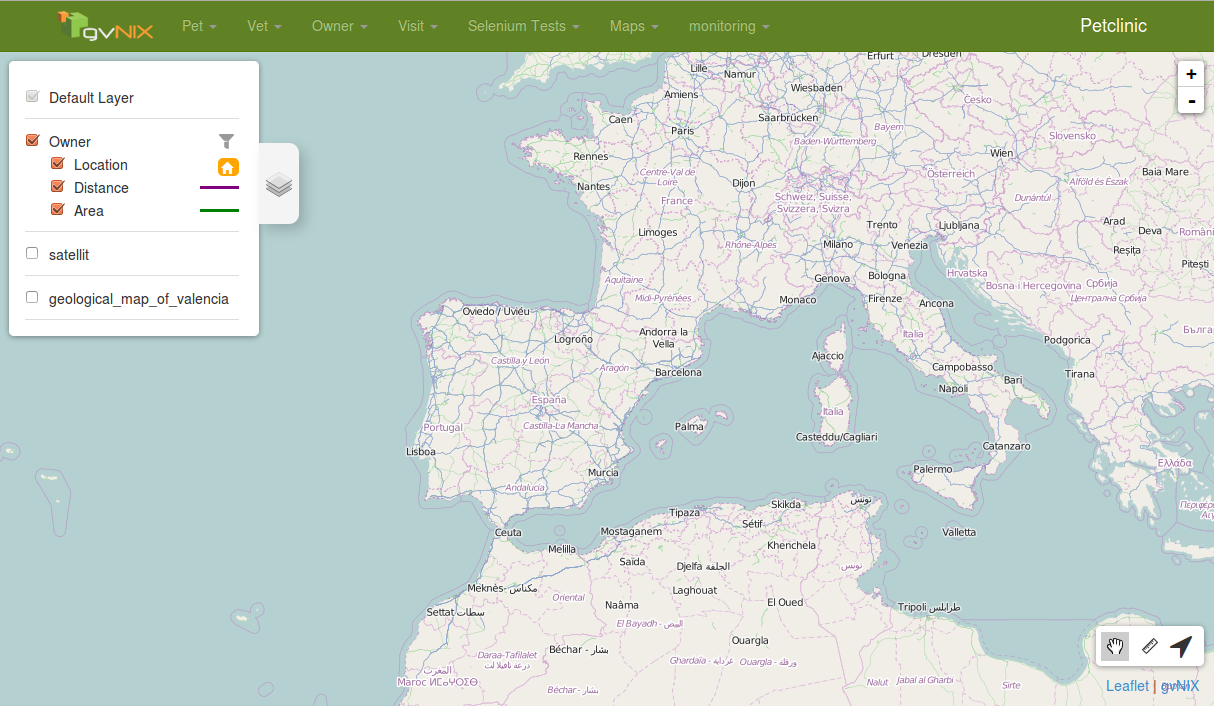 gvNIX
Pet
Vet
Owner
Visit
Selenium Tests
Maps
monitoring
Petclinic
Default Layer
Owner
Location
Distance
Area
satellit
geological_map_of_valencia
+
-
Lille
Namur
Erfurt
Dresden
Wiesbaden
Amiens
Česko
Caen
Saarbrücken
Paris
Bayern
Slovensko
Baden-Württemberg
Rennes
Wien
Centre-Val de
Loire
Österreich
Baia Mare
Nantes
Dijon
Alföld és Észak
France
Schweiz, Suisse,
Svizzera, Svizra
Dunántúl
Limoges
Trento
Ljubljana
Arad
Deva
Români
Rhône-Alpes
Milano
Venezia
Reșița
Pitești
Aquitaine
Genova
Bologna
Hrvatska
Bosna i Hercegovina
Србија
Midi-Pyrénées
Monaco
Firenze
Ancona
Централна Србија
Oviedo / Uviéu
Logroño
Andorra la
Vella
Italia
Podgorica
Българ
Castilla y León
Aragón
Barcelona
Ajaccio
Campobasso
Tirana
Napoli
Bari
España
Italia
Portugal
Castilla-La Mancha
Palma
Casteddu/Cagliari
Lisboa
Catanzaro
Murcia
Palermo
Ελλάδα
Andalucía
تونس
Skikda
Tipaza
Sétif
Ceuta
Mostaganem
Valletta
Melilla
Khenchela
Saïda
Djelfa الجلفة
تونس
Meknès- مكناس
Laghouat
Oriental
Naâma
El Oued
Settat سطات
Tripoli طرابلس
El Bayadh - البيض
Ouargla
Béchar - بشار
Daraa-Tafilalet
درعة تافيلالت
Ghardaïa - غرداية
Ouargla - ورقلة
المغرب
Maroc ⵍⵎⴰⵖⵔⵉⴱ
Nalut
Jabal al Gharbi
Sirte
Béchar - بشار
Leaflet | gvNIX